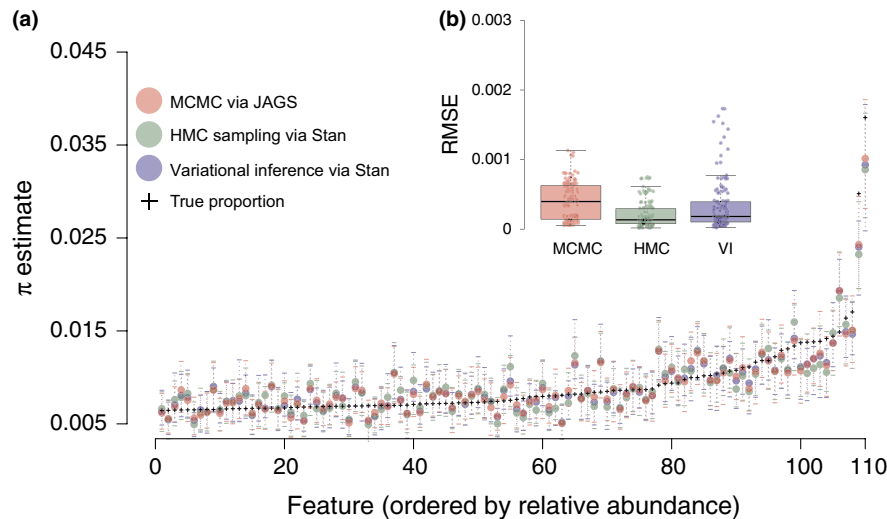 (a)
(b)
0.045
0.035
0.025
0.015
0.005
π estimate
MCMC via JAGS
HMC sampling via Stan
Variational inference via Stan
True proportion
0.003
0.002
0.001
0
RMSE
MCMC HMC VI
0 20 40 60 80 100 110
Feature (ordered by relative abundance)